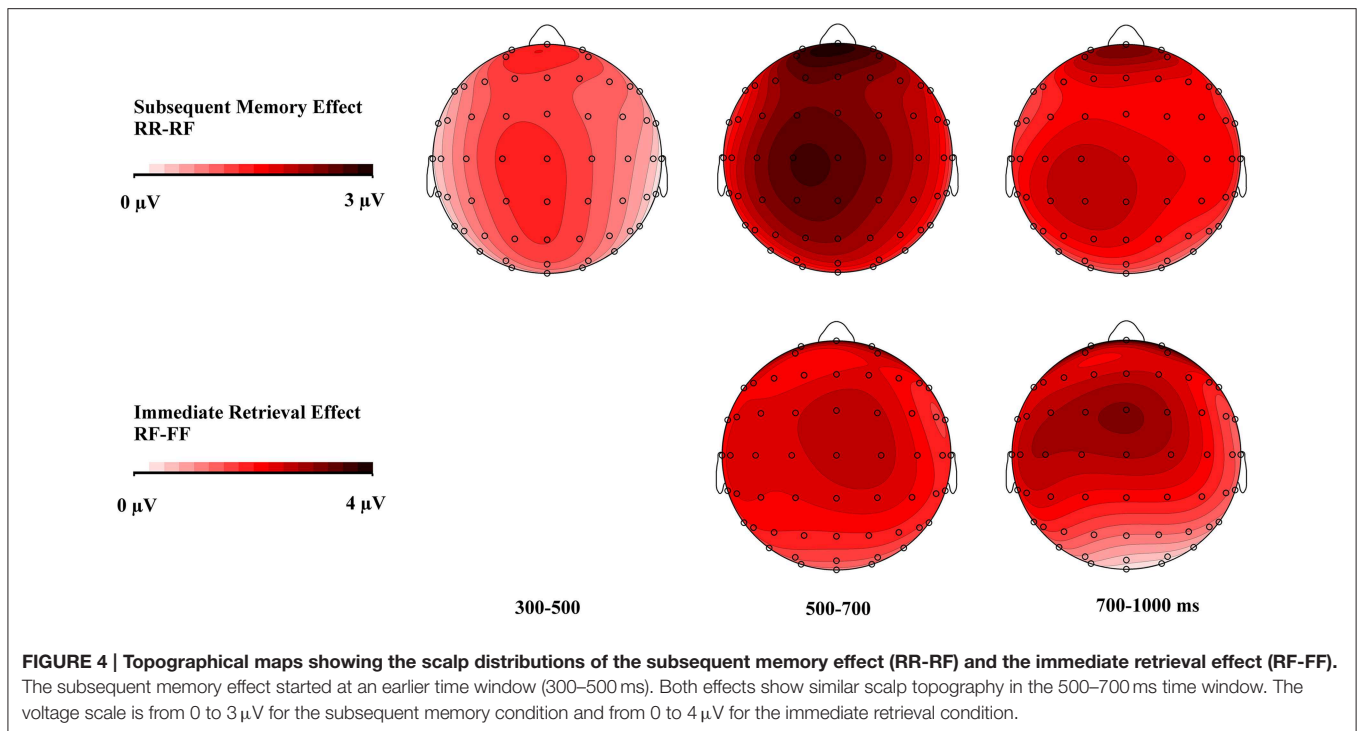 Subsequent Memory Effect
RR-RF
0 µV
3 µV
Immediate Retrieval Effect
RF-FF
0 µV
4 µV
300-500
500-700
700-1000 ms
FIGURE 4 | Topographical maps showing the scalp distributions of the subsequent memory effect (RR-RF) and the immediate retrieval effect (RF-FF).
The subsequent memory effect started at an earlier time window (300–500 ms). Both effects show similar scalp topography in the 500–700 ms time window. The
voltage scale is from 0 to 3 µV for the subsequent memory condition and from 0 to 4 µV for the immediate retrieval condition.